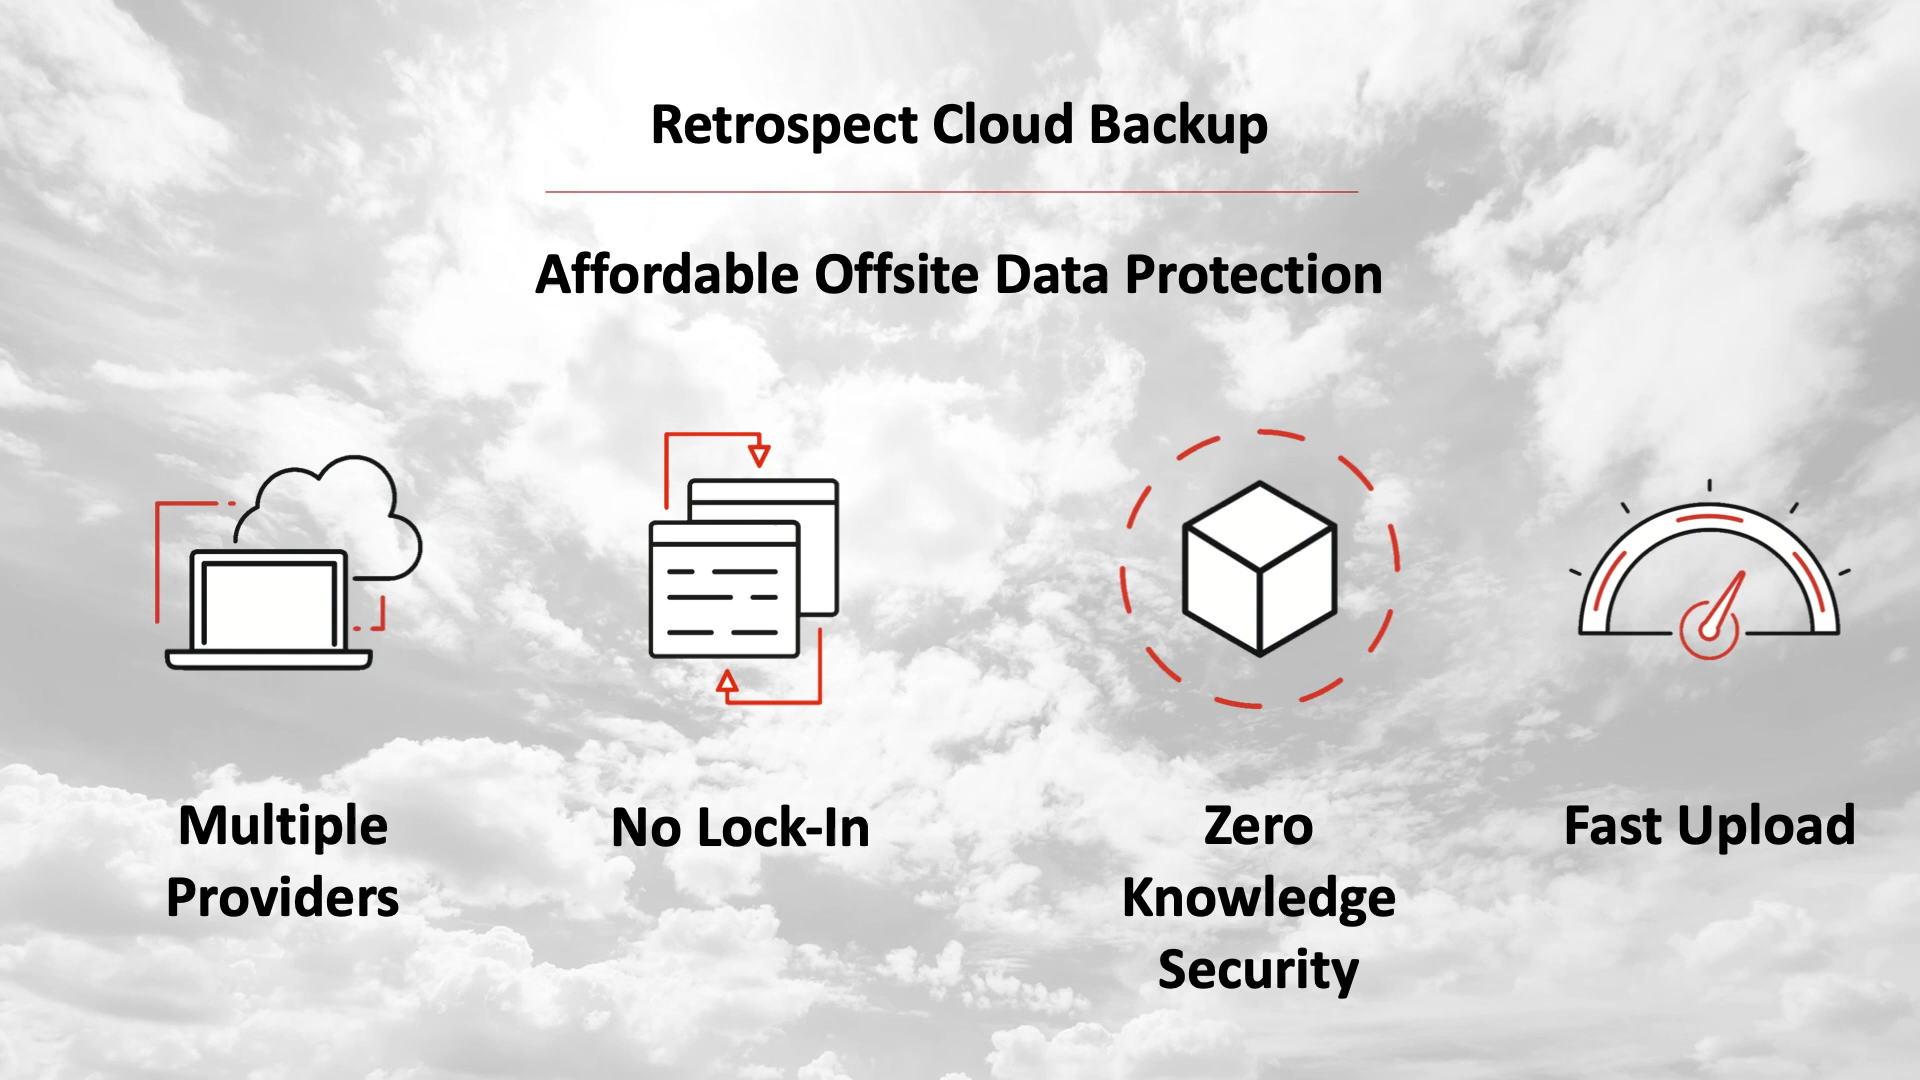 Retrospect Cloud Backup
Affordable Offsite Data Protection
Multiple
Providers
No Lock-In
Zero
Knowledge
Security
Fast Upload